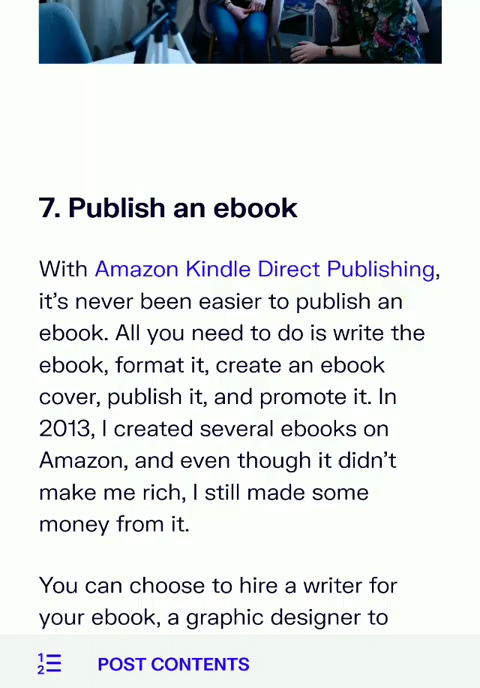 7. Publish an ebook
With Amazon Kindle Direct Publishing,
it’s never been easier to publish an
ebook. All you need to do is write the
ebook, format it, create an ebook
cover, publish it, and promote it. In
2013, I created several ebooks on
Amazon, and even though it didn’t
make me rich, I still made some
money from it.
You can choose to hire a writer for
your ebook, a graphic designer to
POST CONTENTS